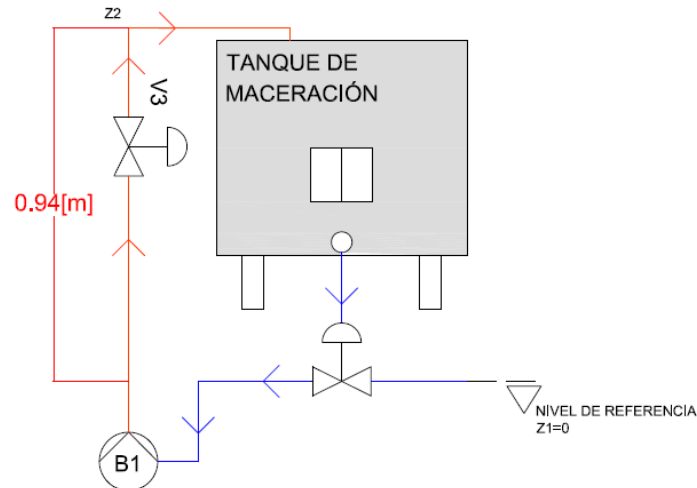 Z2
TANQUE DE
MACERACIÓN
V3
0.94[m]
NIVEL DE REFERENCIA
Z1=0
B1